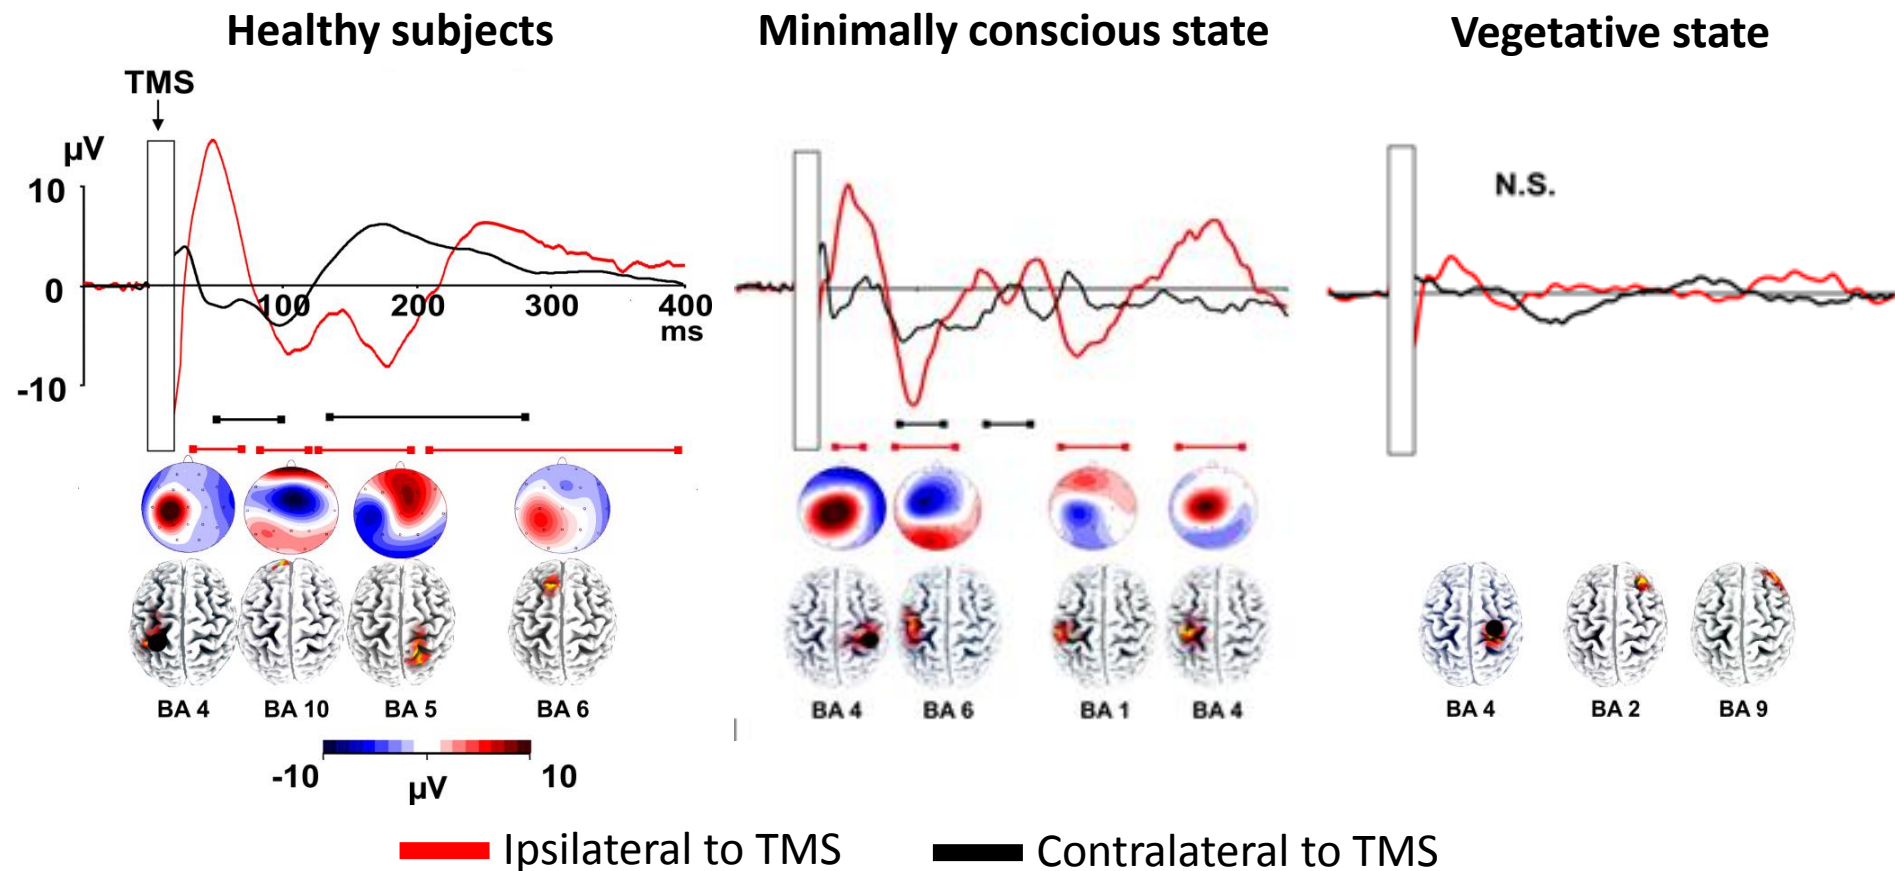 Healthy subjects
Minimally conscious state
Vegetative state
TMS
µV
10
0
-10
100
200
300
400
ms
N.S.
BA 4
BA 10
BA 5
BA 6
BA 4
BA 6
BA 1
BA 4
BA 4
BA 2
BA 9
-10
10
µV
Ipsilateral to TMS
Contralateral to TMS